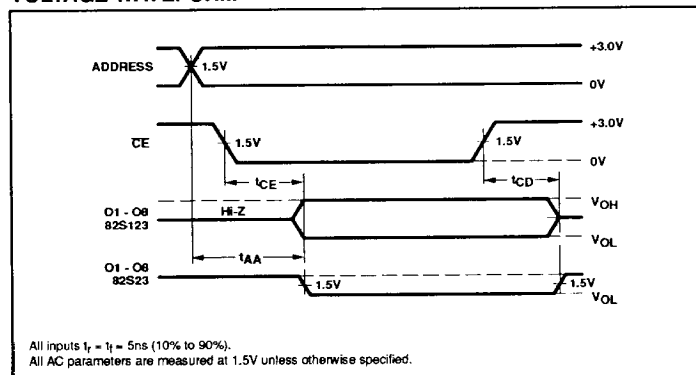 ADDRESS
1.5V
+3.0V
0V
CE
1.5V
1.5V
+3.0V
0V
tCE
tCD
O1 - O8
82S123
Hi-Z
VOH
VOL
tAA
O1 - O8
82S23
1.5V
1.5V
VOL
All inputs tr = tf = 5ns (10% to 90%).
All AC parameters are measured at 1.5V unless otherwise specified.